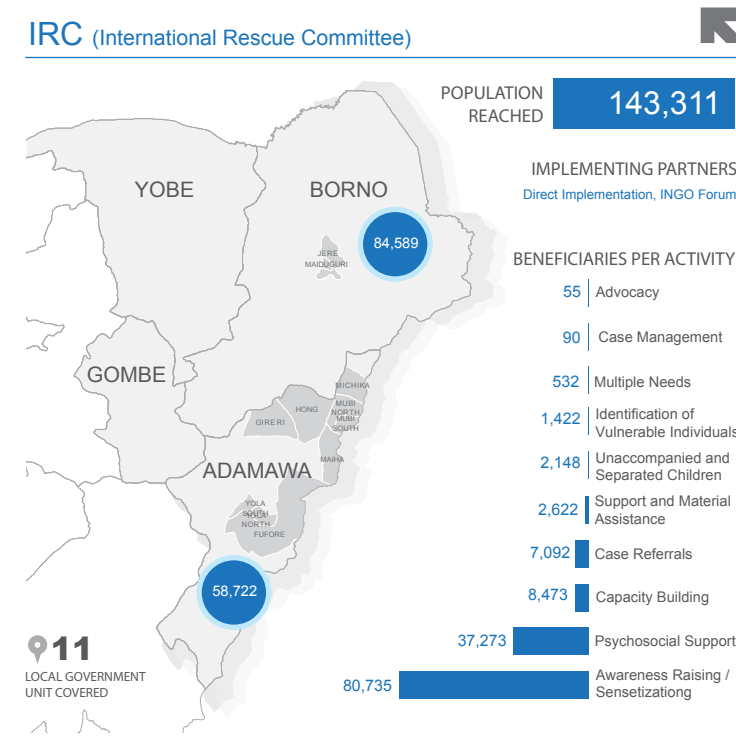 IRC (International Rescue Committee)
POPULATION
REACHED
143,311
IMPLEMENTING PARTNERS
Direct Implementation, INGO Forum
YOBE
BORNO
84,589
JERE
MAIDUGURI
GOMBE
MICHIKA
HONG
MUBI
NORTH
MUBI
SOUTH
GIRERI
MAIHA
ADAMAWA
YOLA
SOUTH
YOLA
NORTH
FUFORE
58,722
11
LOCAL GOVERNMENT
UNIT COVERED
BENEFICIARIES PER ACTIVITY
55 Advocacy
90 Case Management
532 Multiple Needs
1,422 Identification of
Vulnerable Individuals
2,148 Unaccompanied and
Separated Children
2,622 Support and Material
Assistance
7,092 Case Referrals
8,473 Capacity Building
37,273 Psychosocial Support
80,735 Awareness Raising /
Sensetizationg